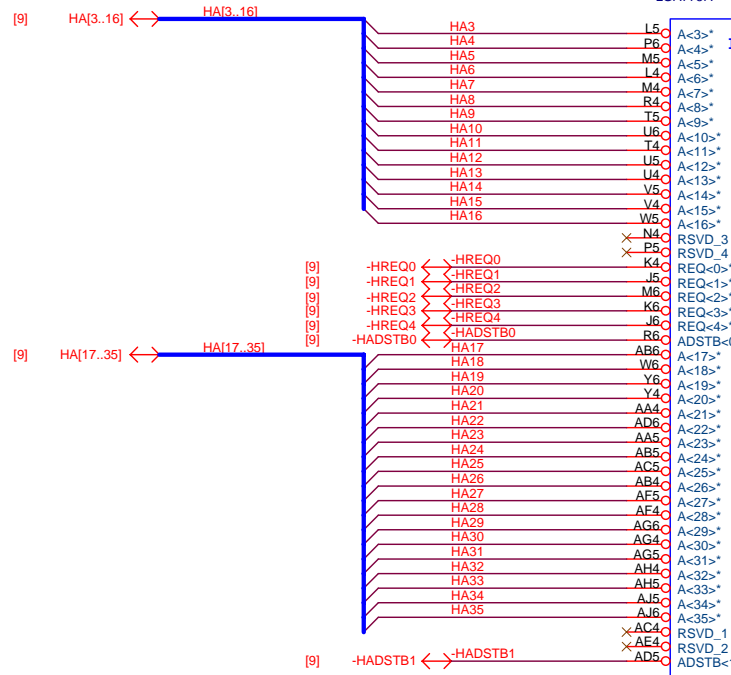 [9] HA[3..16] HA[3..16]
HA3 L5 A<3>*
HA4 P6 A<4>*
HA5 M5 A<5>*
HA6 L4 A<6>*
HA7 M4 A<7>*
HA8 R4 A<8>*
HA9 T5 A<9>*
HA10 U6 A<10>*
HA11 T4 A<11>*
HA12 U5 A<12>*
HA13 U4 A<13>*
HA14 V5 A<14>*
HA15 V4 A<15>*
HA16 W5 A<16>*
N4 RSVD_3
P5 RSVD_4
[9] -HREQ0 -HREQ0 K4 REQ<0>*
[9] -HREQ1 -HREQ1 J5 REQ<1>*
[9] -HREQ2 -HREQ2 M6 REQ<2>*
[9] -HREQ3 -HREQ3 K6 REQ<3>*
[9] -HREQ4 -HREQ4 J6 REQ<4>*
[9] -HADSTB0 -HADSTB0 R6 ADSTB<0
[9] HA[17..35] HA[17..35]
HA17 AB6 A<17>*
HA18 W6 A<18>*
HA19 Y6 A<19>*
HA20 Y4 A<20>*
HA21 AA4 A<21>*
HA22 AD6 A<22>*
HA23 AA5 A<23>*
HA24 AB5 A<24>*
HA25 AC5 A<25>*
HA26 AB4 A<26>*
HA27 AF5 A<27>*
HA28 AF4 A<28>*
HA29 AG6 A<29>*
HA30 AG4 A<30>*
HA31 AG5 A<31>*
HA32 AH4 A<32>*
HA33 AH5 A<33>*
HA34 AJ5 A<34>*
HA35 AJ6 A<35>*
AC4 RSVD_1
AE4 RSVD_2
[9] -HADSTB1 -HADSTB1 AD5 ADSTB<1